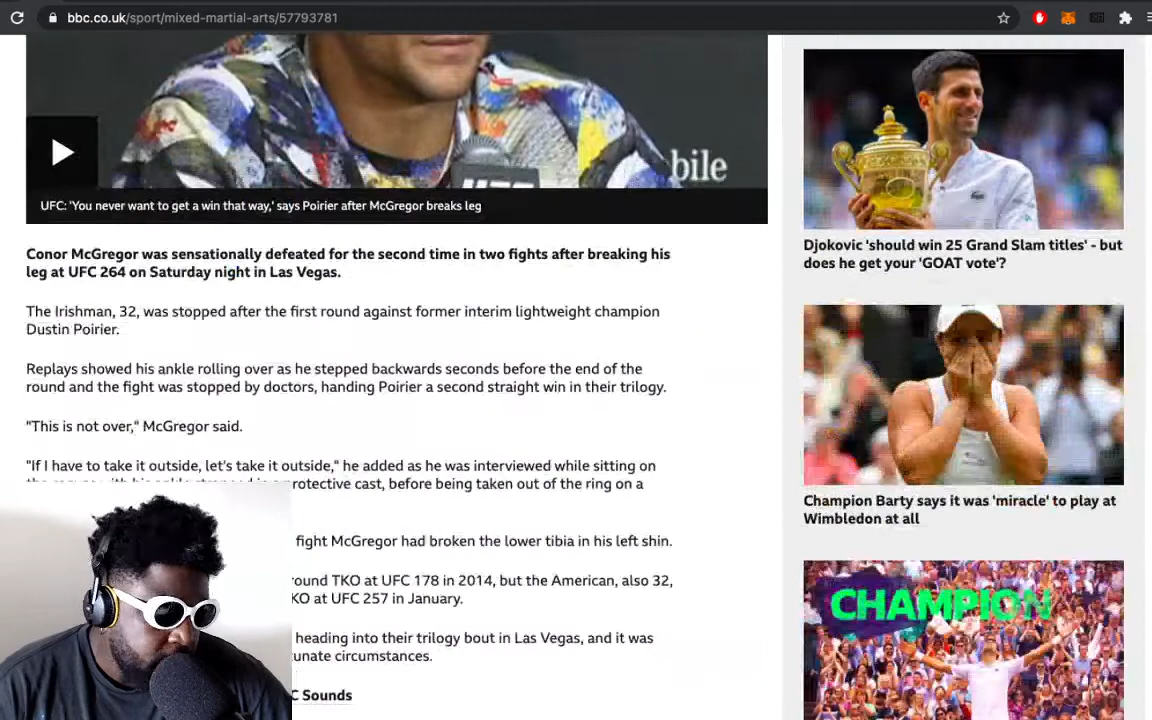 bbc.co.uk/sport/mixed-martial-arts/57793781
bile
UFC
UFC: 'You never want to get a win that way,' says Poirier after McGregor breaks leg
Conor McGregor was sensationally defeated for the second time in two fights after breaking his
leg at UFC 264 on Saturday night in Las Vegas.
The Irishman, 32, was stopped after the first round against former interim lightweight champion
Dustin Poirier.
Replays showed his ankle rolling over as he stepped backwards seconds before the end of the
round and the fight was stopped by doctors, handing Poirier a second straight win in their trilogy.
"This is not over," McGregor said.
"If I have to take it outside, let's take it outside," he added as he was interviewed while sitting on
rotective cast, before being taken out of the ring on a
fight McGregor had broken the lower tibia in his left shin.
ound TKO at UFC 178 in 2014, but the American, also 32,
KO at UFC 257 in January.
heading into their trilogy bout in Las Vegas, and it was
tunate circumstances.
C Sounds
Djokovic 'should win 25 Grand Slam titles' - but
does he get your 'GOAT vote'?
Champion Barty says it was 'miracle' to play at
Wimbledon at all
CHAMPION